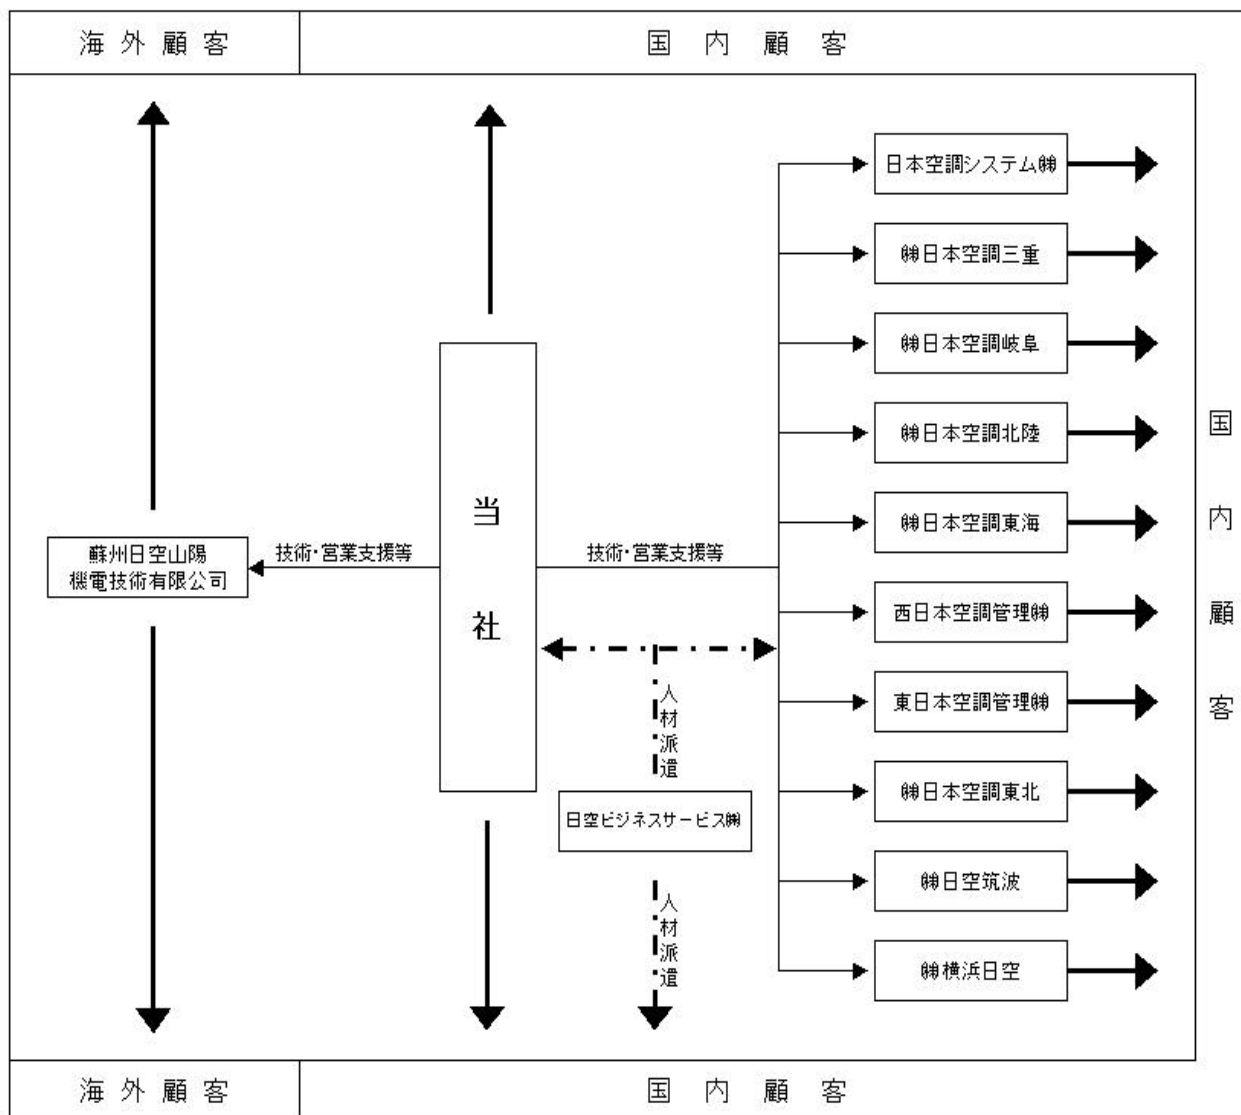 海外顧客
国内顧客
日本空調システム㈱
㈱日本空調三重
㈱日本空調岐阜
㈱日本空調北陸
㈱日本空調東海
西日本空調管理㈱
東日本空調管理㈱
㈱日本空調東北
㈱日空筑波
㈱横浜日空
国内顧客
当社
技術・営業支援等
技術・営業支援等
蘇州日空山陽
機電技術有限公司
人材派遣
日空ビジネスサービス㈱
人材派遣
海外顧客
国内顧客